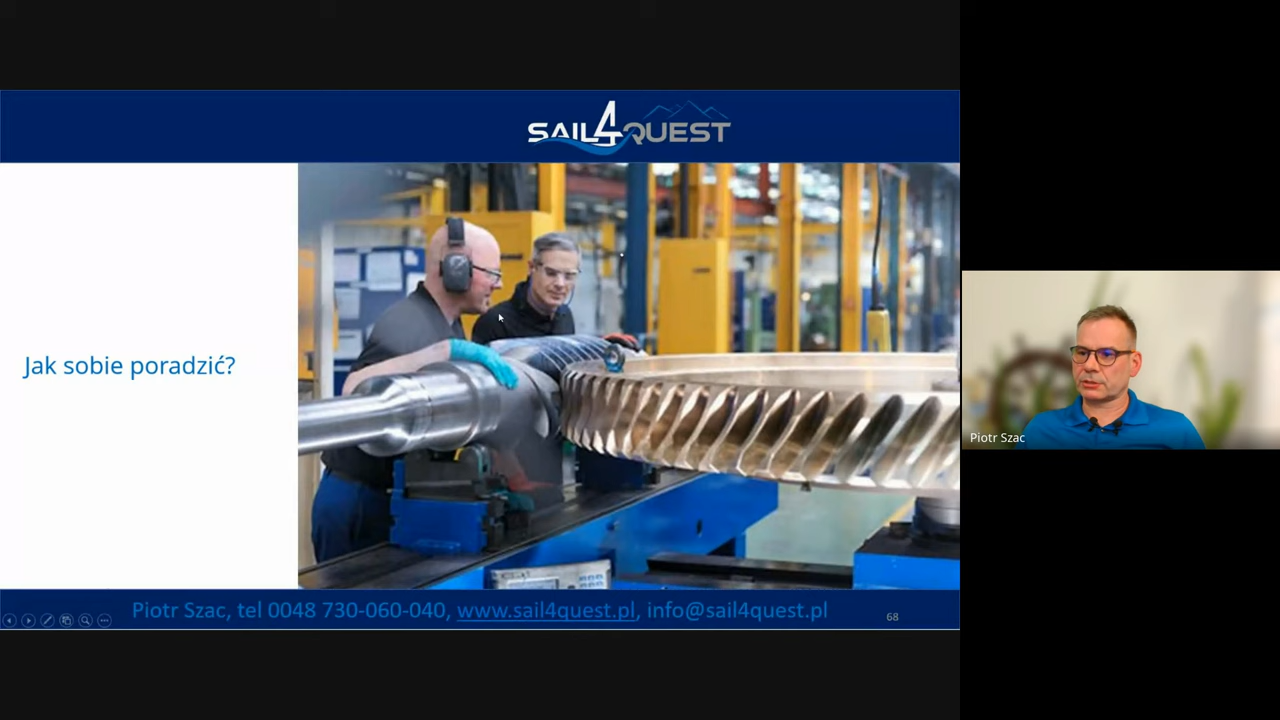 SAIL4QUEST
Jak sobie poradzić?
Piotr Szac
Piotr Szac, tel 0048 730-060-040, www.sail4quest.pl, info@sail4quest.pl
68